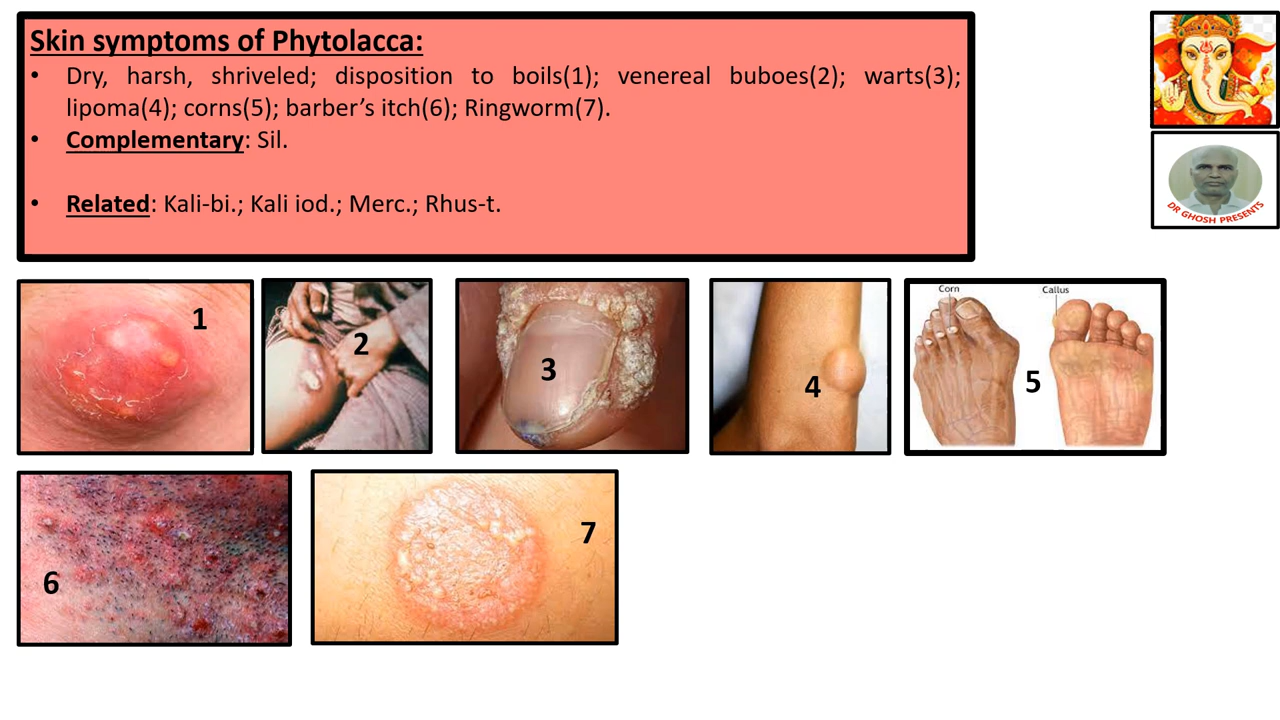 Skin symptoms of Phytolacca:
• Dry, harsh, shriveled; disposition to boils(1); venereal buboes(2); warts(3);
lipoma(4); corns(5); barber’s itch(6); Ringworm(7).
• Complementary: Sil.
• Related: Kali-bi.; Kali iod.; Merc.; Rhus-t.
DR GHOSH PRESENTS
1
2
3
4
Corn
Callus
5
6
7